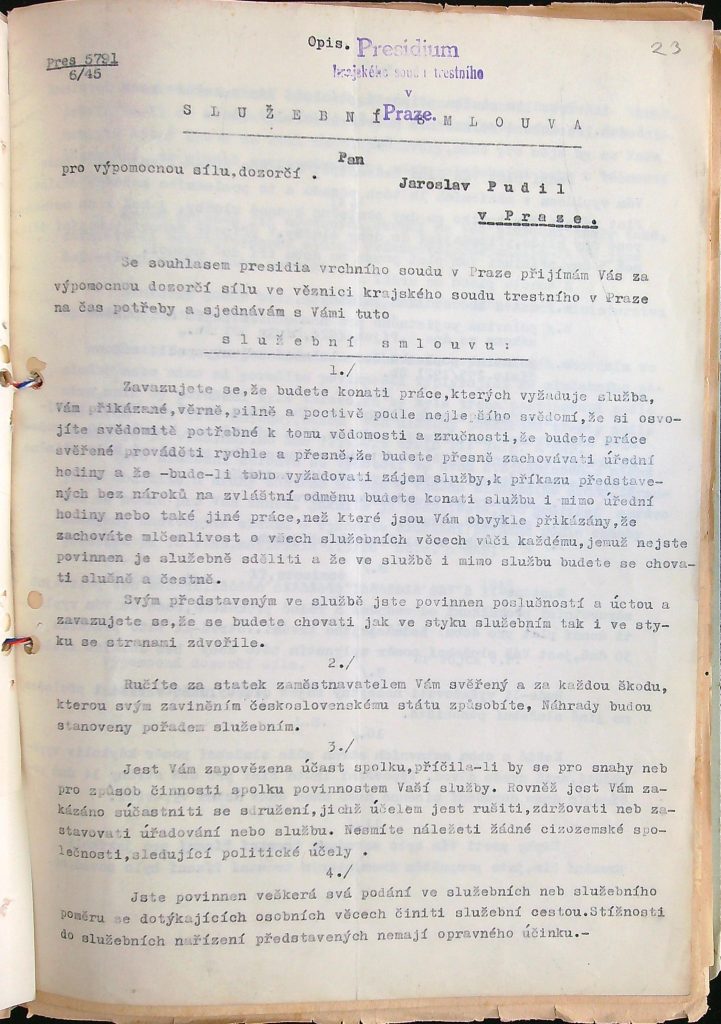 Opis. Presidium
23
Pres 5791
6/45
krajského soudu trestního
v
Praze.
SLUŽEBNÍ SMLOUVA
Pan
pro výpomocnou sílu,dozorčí .
Jaroslav Pudil
v Praze.
Se souhlasem presidia vrchního soudu v Praze přijímám Vás za
výpomocnou dozorčí sílu ve věznici krajského soudu trestního v Praze
na čas potřeby a sjednávám s Vámi tuto
služební smlouvu:
1./
Zavazujete se,že budete konati práce,kterých vyžaduje služba,
Vám přikázané,věrně,pilně a poctivě podle nejlepšího svědomí,že si osvo-
jíte svědomitě potřebné k tomu vědomosti a zručnosti,že budete práce
svěřené prováděti rychle a přesně,že budete přesně zachovávati úřední
hodiny a že -bude-li toho vyžadovati zájem služby,k příkazu představe-
ných bez nároků na zvláštní odměnu budete konati službu i mimo úřední
hodiny nebo také jiné práce,než které jsou Vám obvykle přikázány,že
zachováte mlčenlivost o všech služebních věcech vůči každému,jemuž nejste
povinnen je služebně sděliti a že ve službě i mimo službu budete se chova-
ti slušně a čestně.
Svým představeným ve službě jste povinnen poslušností a úctou a
zavazujete se,že se budete chovati jak ve styku služebním tak i ve sty-
ku se stranami zdvořile.
2./
Ručíte za statek zaměstnavatelem Vám svěřený a za každou škodu,
kterou svým zaviněním československému státu způsobíte, Náhrady budou
stanoveny pořadem služebním.
3./
Jest Vám zapovězena účast spolku,příčila-li by se pro snahy neb
pro způsob činnosti spolku povinnostem Vaší služby. Rovněž jest Vám za-
kázáno súčastniti se sdružení,jichž účelem jest rušiti,zdržovati neb za-
stavovati úřadování nebo službu. Nesmíte náležeti žádné cizozemské spo-
lečnosti,sledující politické účely .
4./
Jste povinnen veškerá svá podání ve služebních neb služebního
poměru se dotýkajících osobních věcech činiti služební cestou.Stížnosti
do služebních nařízení představených nemají opravného účinku.-